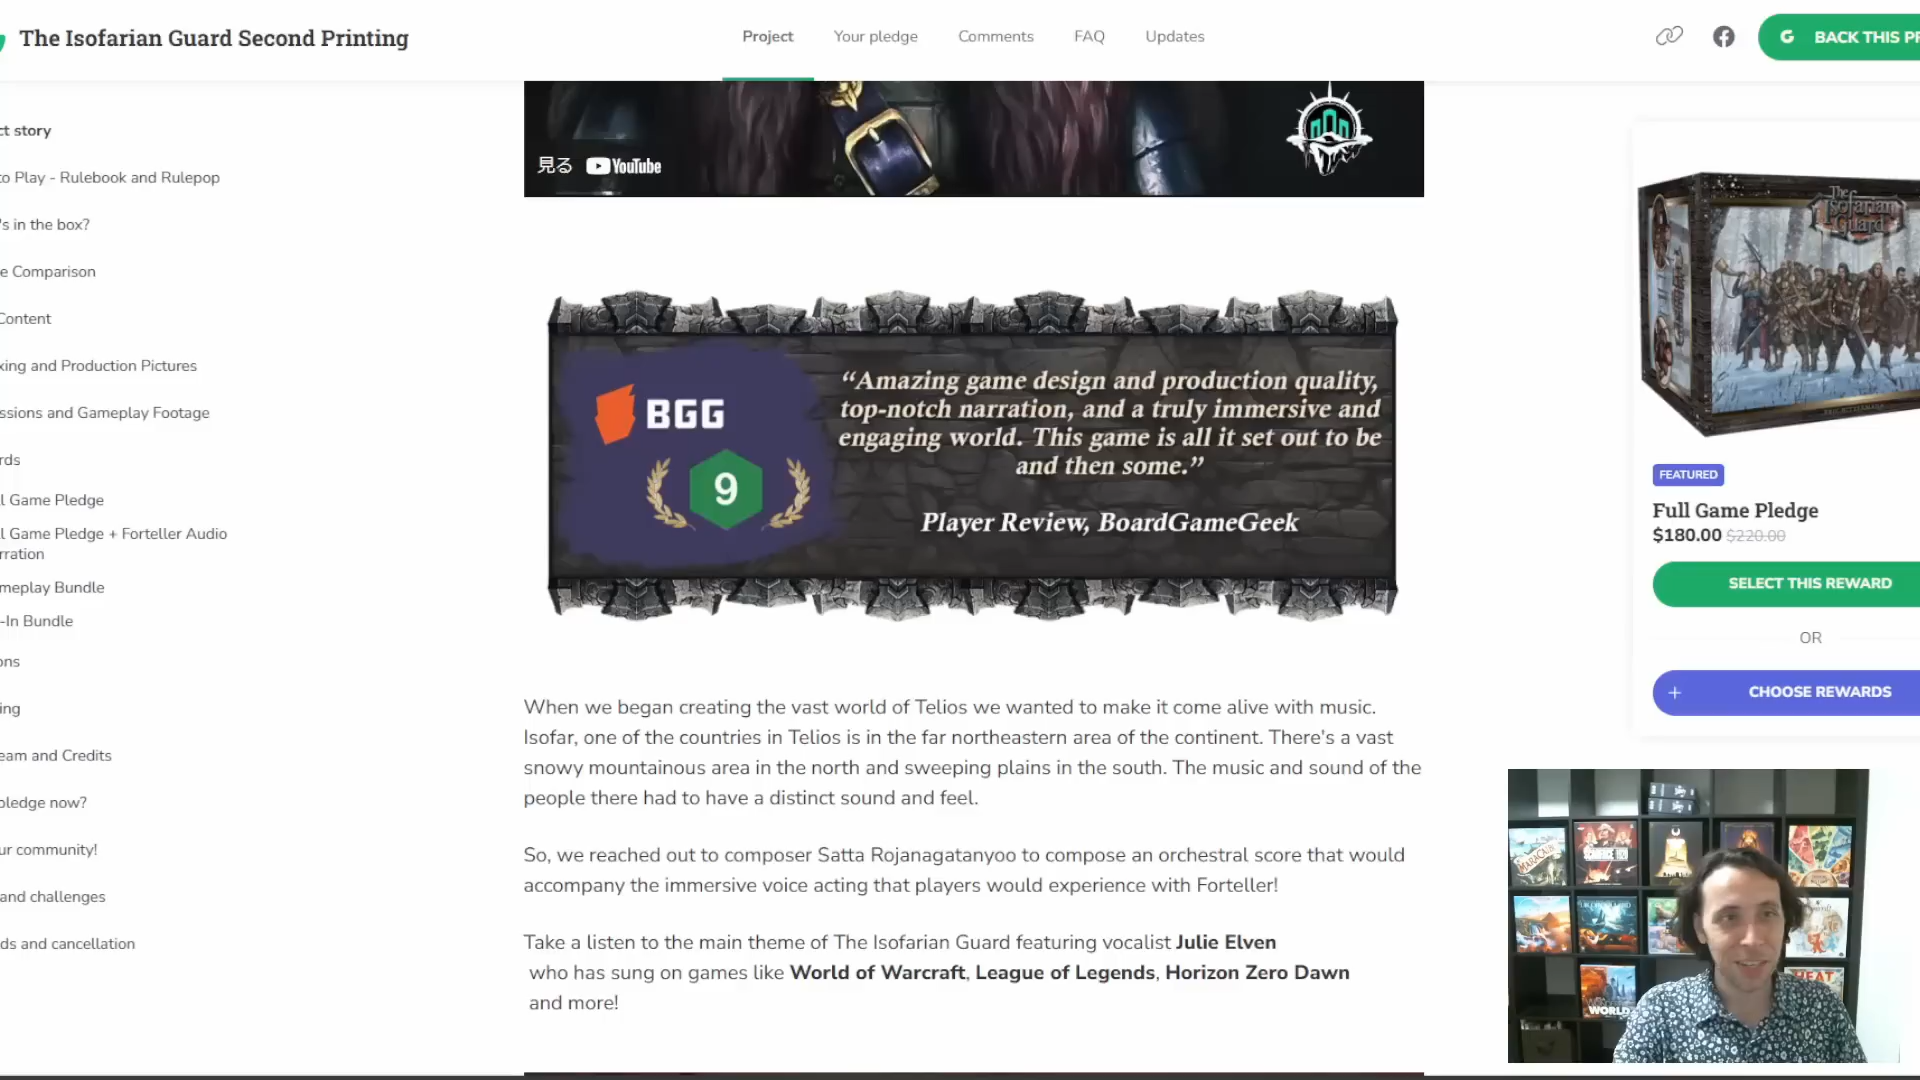 The Isofarian Guard Second Printing
Project
Your pledge
Comments
FAQ
Updates
G BACK THIS PR
ct story
to Play - Rulebook and Rulepop
's in the box?
e Comparison
Content
xing and Production Pictures
ssions and Gameplay Footage
rds
l Game Pledge
l Game Pledge + Forteller Audio
rration
meplay Bundle
-In Bundle
ons
ing
eam and Credits
pledge now?
ur community!
and challenges
ds and cancellation
見る YouTube
BGG
9
“Amazing game design and production quality,
top-notch narration, and a truly immersive and
engaging world. This game is all it set out to be
and then some.”
Player Review, BoardGameGeek
When we began creating the vast world of Telios we wanted to make it come alive with music.
Isofar, one of the countries in Telios is in the far northeastern area of the continent. There's a vast
snowy mountainous area in the north and sweeping plains in the south. The music and sound of the
people there had to have a distinct sound and feel.
So, we reached out to composer Satta Rojanagatanyoo to compose an orchestral score that would
accompany the immersive voice acting that players would experience with Forteller!
Take a listen to the main theme of The Isofarian Guard featuring vocalist Julie Elven
who has sung on games like World of Warcraft, League of Legends, Horizon Zero Dawn
and more!
The
Isofarian
Guard
FEATURED
Full Game Pledge
$180.00 $220.00
SELECT THIS REWARD
OR
+ CHOOSE REWARDS
MARACAIBO
HEAT
WORLD